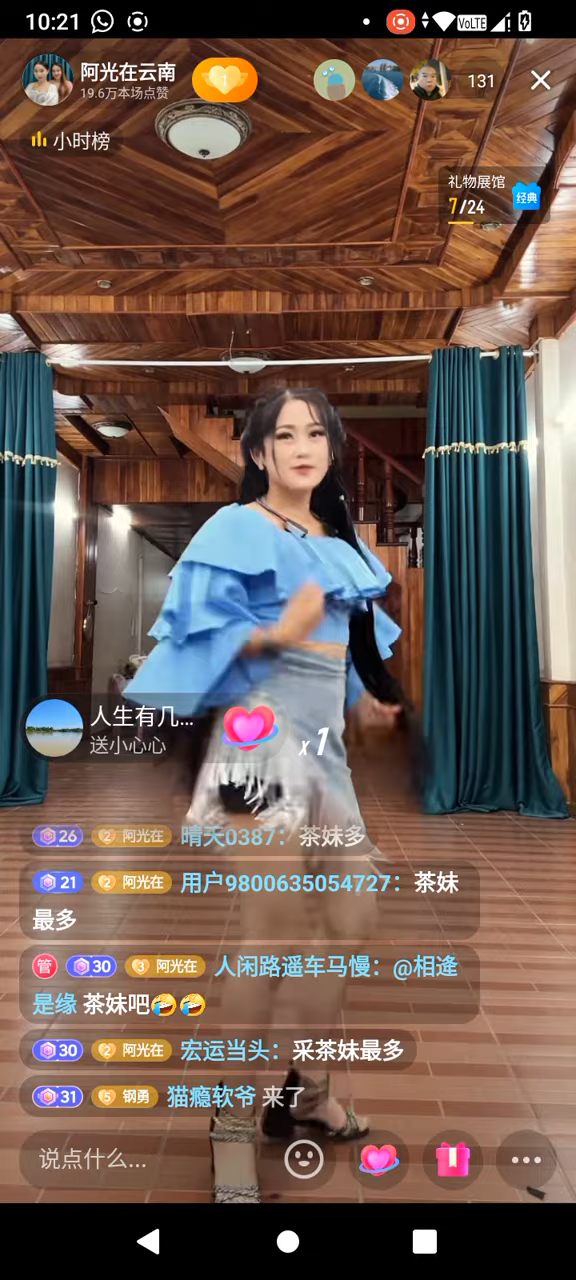 10:21
VoLTE
阿光在云南
19.6万本场点赞
1
131
小时榜
礼物展馆
7/24
经典
人生有几...
送小心心
x1
26 2 阿光在 晴天0387：茶妹多
21 2 阿光在 用户9800635054727：茶妹
最多
管 30 3 阿光在 人闲路遥车马慢：@相逢
是缘 茶妹吧🤣🤣
30 2 阿光在 宏运当头：采茶妹最多
31 5 钢勇 猫瘾软爷 来了
说点什么...